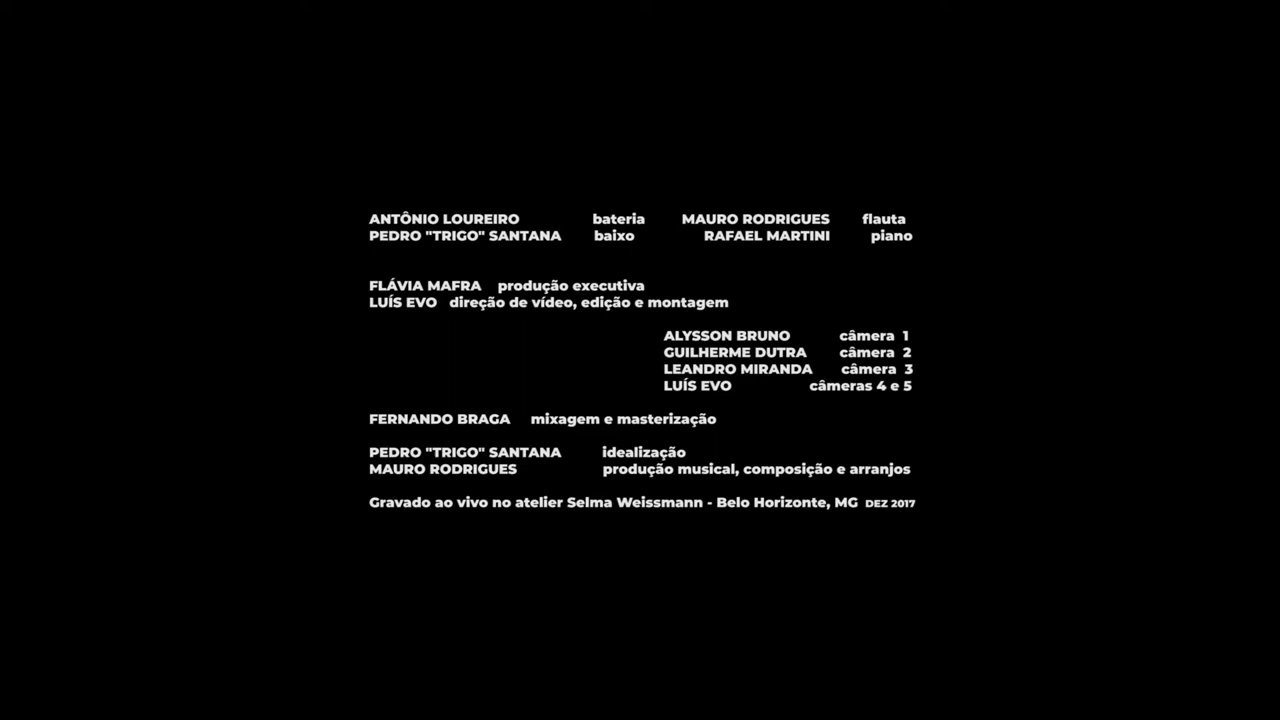 ANTÔNIO LOUREIRO bateria MAURO RODRIGUES flauta
PEDRO "TRIGO" SANTANA baixo RAFAEL MARTINI piano
FLÁVIA MAFRA produção executiva
LUÍS EVO direção de vídeo, edição e montagem
ALYSSON BRUNO câmera 1
GUILHERME DUTRA câmera 2
LEANDRO MIRANDA câmera 3
LUÍS EVO câmeras 4 e 5
FERNANDO BRAGA mixagem e masterização
PEDRO "TRIGO" SANTANA idealização
MAURO RODRIGUES produção musical, composição e arranjos
Gravado ao vivo no atelier Selma Weissmann - Belo Horizonte, MG DEZ 2017